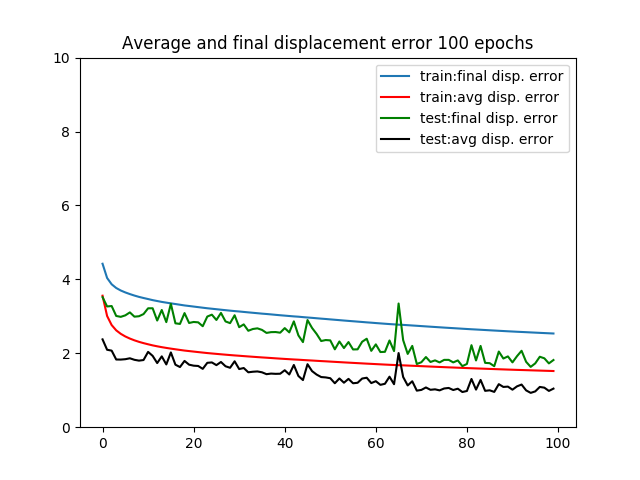 Average and final displacement error 100 epochs
10
8
6
4
2
0
train:final disp. error
train:avg disp. error
test:final disp. error
test:avg disp. error
0 20 40 60 80 100